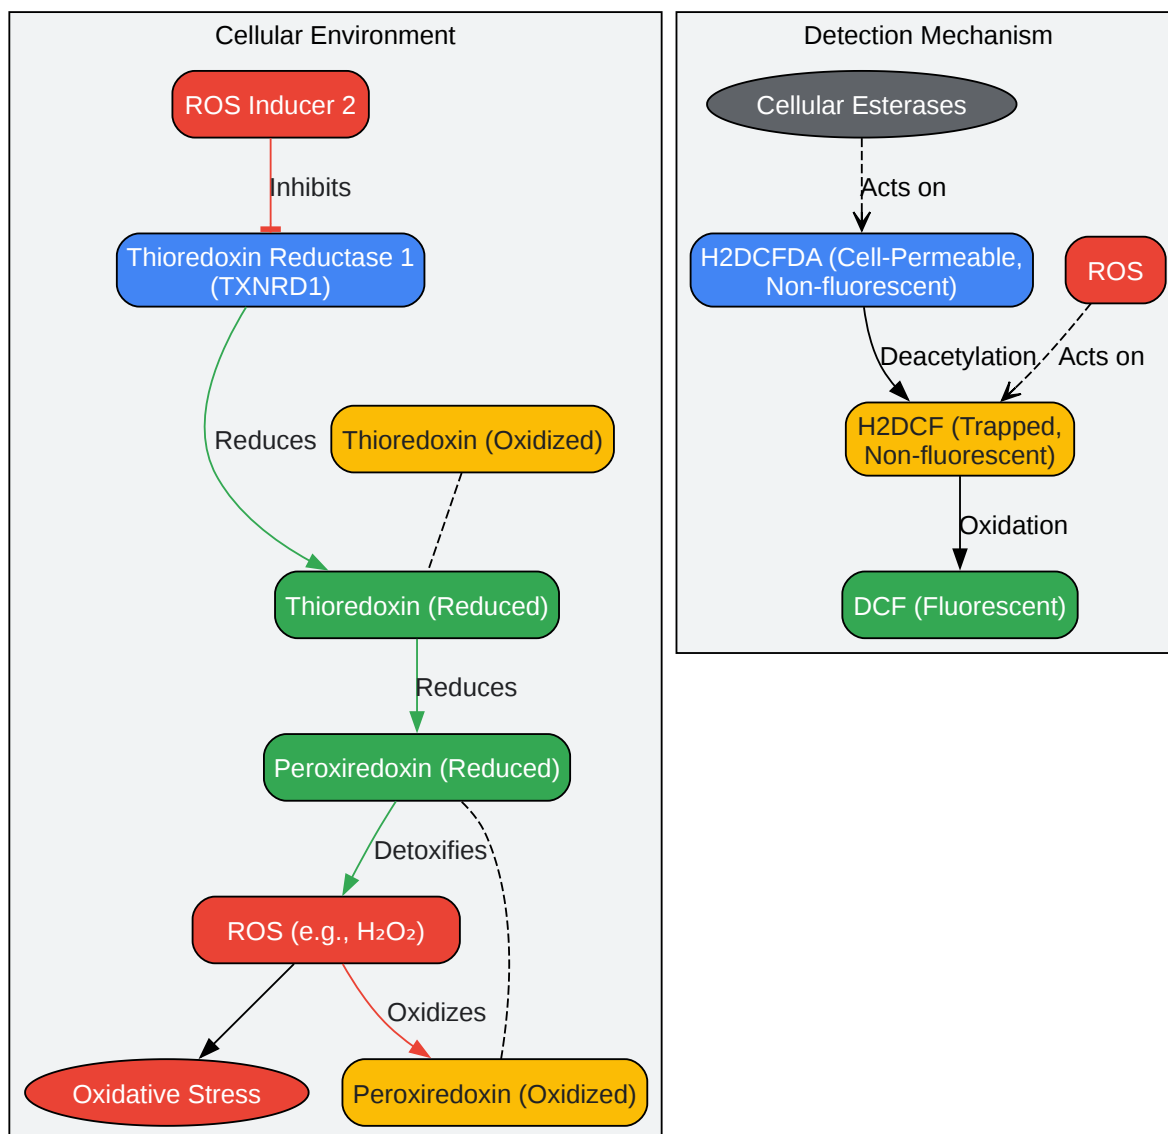 Cellular Environment
ROS Inducer 2
Inhibits
Thioredoxin Reductase 1
(TXNRD1)
Reduces
Thioredoxin (Oxidized)
Thioredoxin (Reduced)
Reduces
Peroxiredoxin (Reduced)
Detoxifies
ROS (e.g., H₂O₂)
Oxidizes
Oxidative Stress
Peroxiredoxin (Oxidized)
Detection Mechanism
Cellular Esterases
Acts on
H2DCFDA (Cell-Permeable,
Non-fluorescent)
ROS
Deacetylation
Acts on
H2DCF (Trapped,
Non-fluorescent)
Oxidation
DCF (Fluorescent)